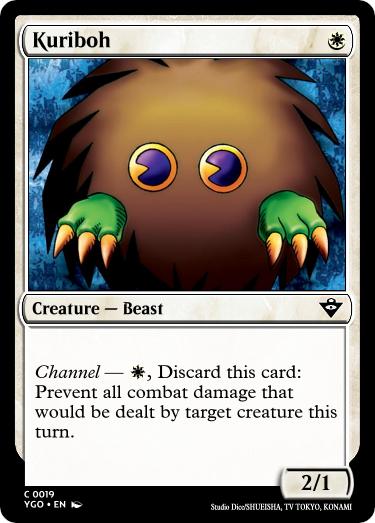 Kuriboh
Creature — Beast
Channel — , Discard this card:
Prevent all combat damage that
would be dealt by target creature this
turn.
2/1
C 0019
YGO • EN
Studio Dice/SHUEISHA, TV TOKYO, KONAMI